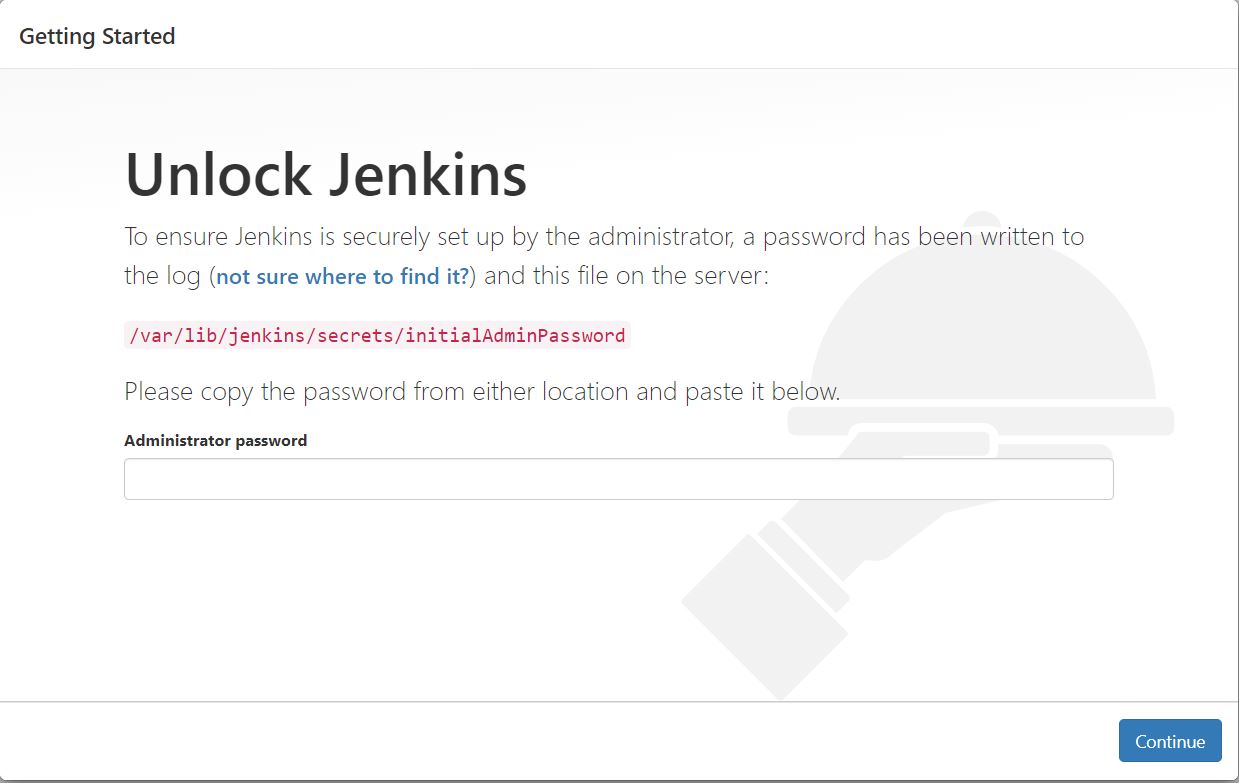 Getting Started
Unlock Jenkins
To ensure Jenkins is securely set up by the administrator, a password has been written to
the log (not sure where to find it?) and this file on the server:
/var/lib/jenkins/secrets/initialAdminPassword
Please copy the password from either location and paste it below.
Administrator password
Continue